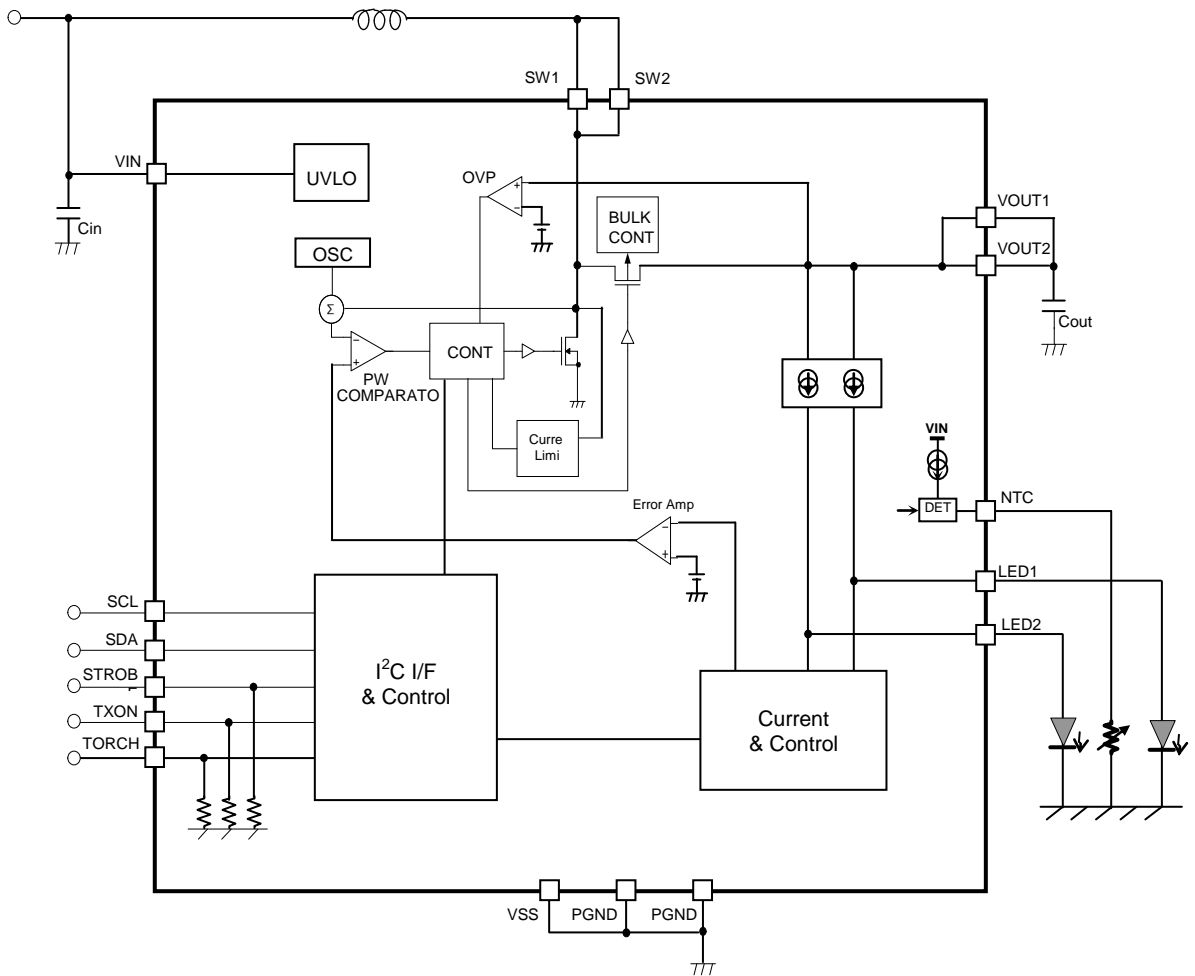 SW1
SW2
VIN
UVLO
OVP
+
−
BULK
CONT
VOUT1
VOUT2
Cin
OSC
Σ
−
+
CONT
PW
COMPARATO
Cout
Curre
Limi
VIN
DET
NTC
Error Amp
−
+
LED1
LED2
SCL
SDA
STROB
TXON
TORCH
I²C I/F
& Control
Current
& Control
VSS
PGND
PGND